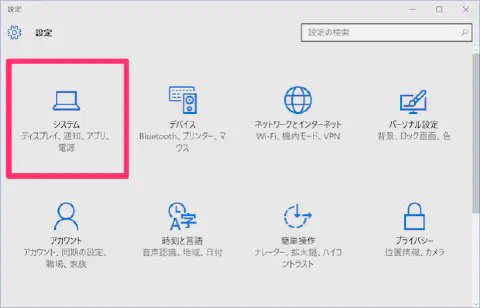 設定
設定
設定の検索
システム
ディスプレイ、通知、アプリ、
電源
デバイス
Bluetooth、プリンター、マ
ウス
ネットワークとインターネット
Wi-Fi、機内モード、VPN
パーソナル設定
背景、ロック画面、色
アカウント
アカウント、同期の設定、
職場、家族
時刻と言語
音声認識、地域、日付
簡単操作
ナレーター、拡大鏡、ハイコ
ントラスト
プライバシー
位置情報、カメラ